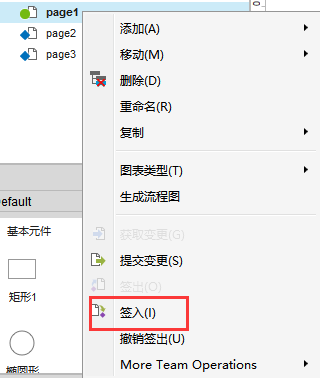 page1
page2
page3
添加(A)
移动(M)
删除(D)
重命名(R)
复制
图表类型(T)
生成流程图
获取变更(G)
提交变更(S)
签出(O)
签入(I)
撤销签出(U)
More Team Operations
Default
基本元件
矩形1
椭圆形